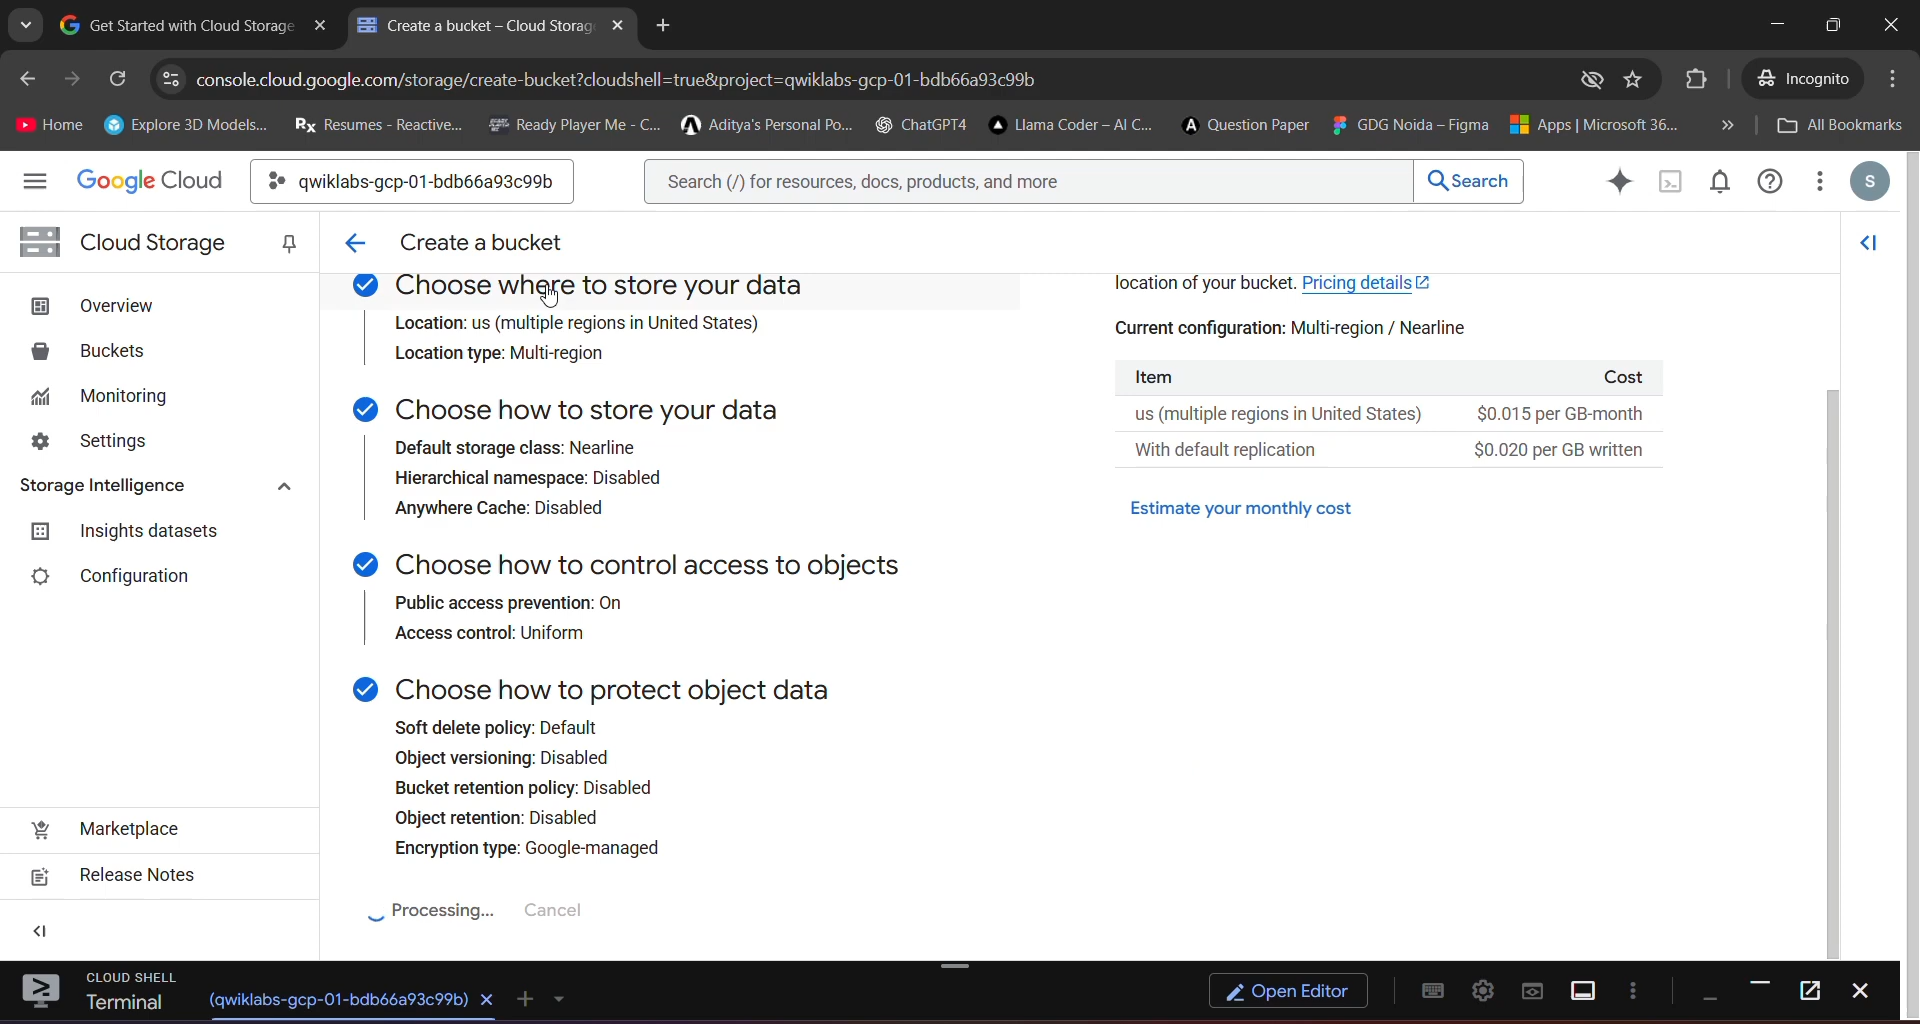 Get Started with Cloud Storage
Create a bucket – Cloud Storag
console.cloud.google.com/storage/create-bucket?cloudshell=true&project=qwiklabs-gcp-01-bdb66a93c99b
Incognito
Home
Explore 3D Models...
Resumes - Reactive...
Ready Player Me - C...
Aditya's Personal Po...
ChatGPT4
Llama Coder – AI C...
Question Paper
GDG Noida – Figma
Apps | Microsoft 36...
All Bookmarks
Google Cloud
qwiklabs-gcp-01-bdb66a93c99b
Search (/) for resources, docs, products, and more
Search
S
Cloud Storage
Overview
Buckets
Monitoring
Settings
Storage Intelligence
Insights datasets
Configuration
Marketplace
Release Notes
Create a bucket
Choose where to store your data
Location: us (multiple regions in United States)
Location type: Multi-region
Choose how to store your data
Default storage class: Nearline
Hierarchical namespace: Disabled
Anywhere Cache: Disabled
Choose how to control access to objects
Public access prevention: On
Access control: Uniform
Choose how to protect object data
Soft delete policy: Default
Object versioning: Disabled
Bucket retention policy: Disabled
Object retention: Disabled
Encryption type: Google-managed
Processing... Cancel
location of your bucket. Pricing details
Current configuration: Multi-region / Nearline
Item Cost
us (multiple regions in United States) $0.015 per GB-month
With default replication $0.020 per GB written
Estimate your monthly cost
CLOUD SHELL
Terminal
(qwiklabs-gcp-01-bdb66a93c99b)
Open Editor